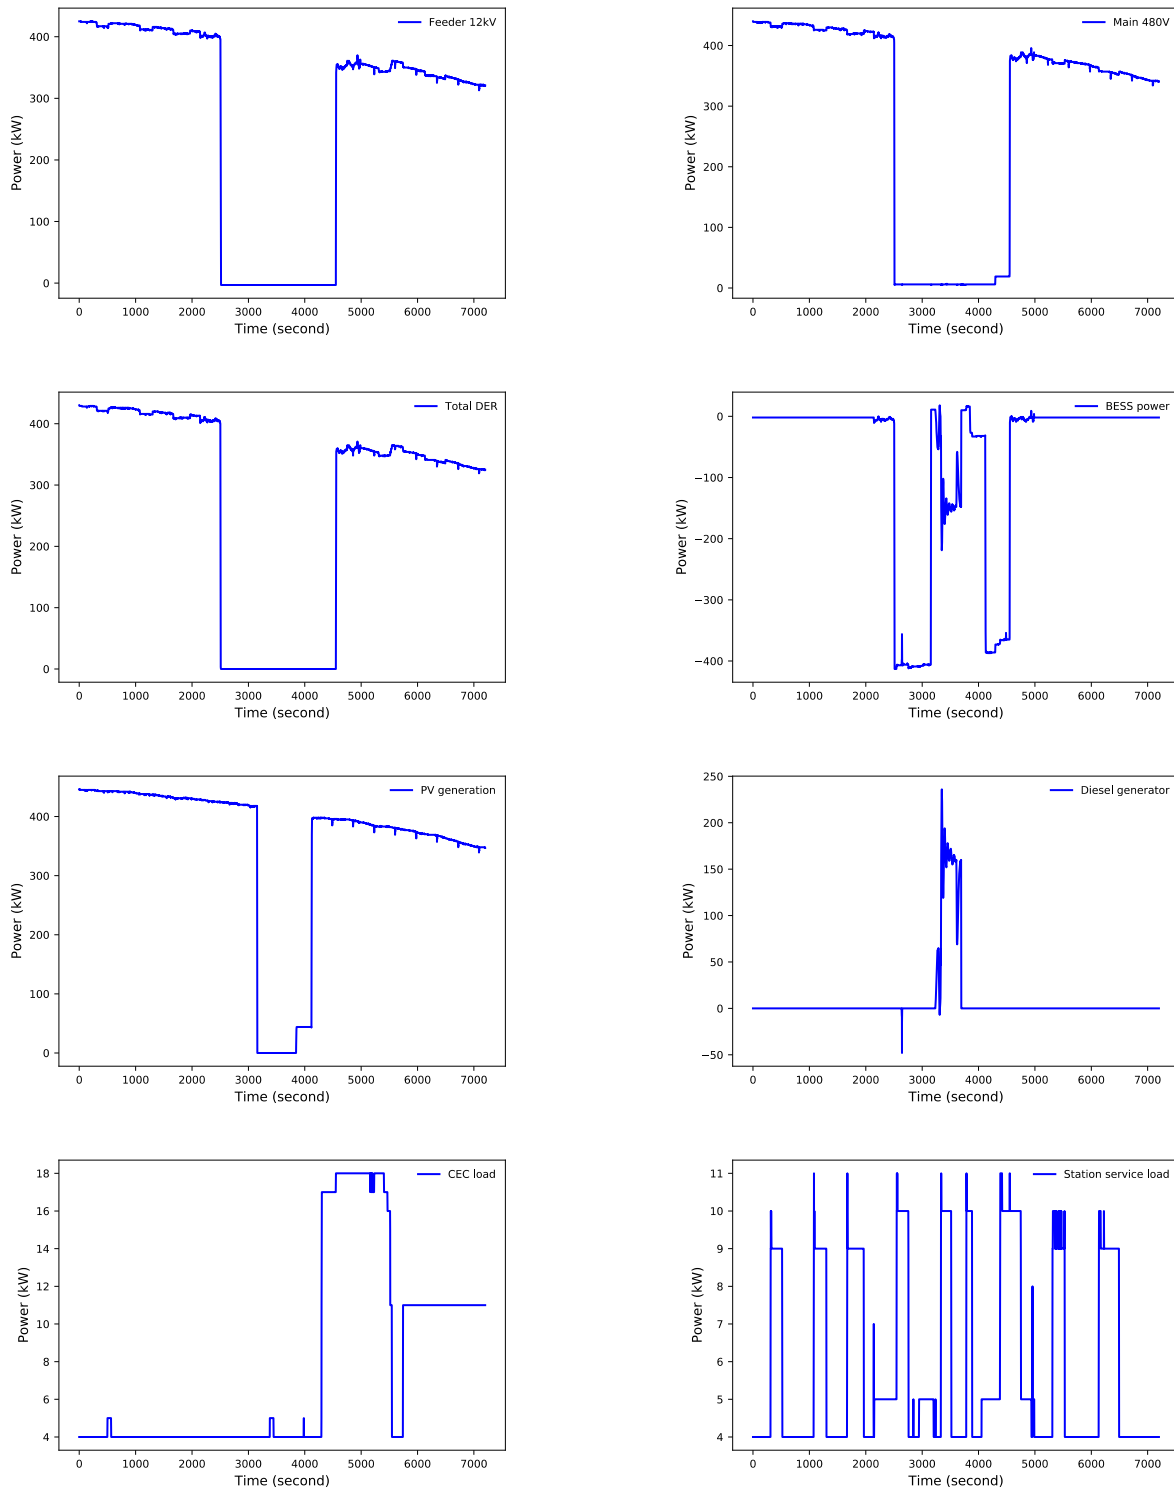 Feeder 12kV
Power (kW)
400
300
200
100
0
0 1000 2000 3000 4000 5000 6000 7000
Time (second)
Main 480V
Power (kW)
400
300
200
100
0
0 1000 2000 3000 4000 5000 6000 7000
Time (second)
Total DER
Power (kW)
400
300
200
100
0
0 1000 2000 3000 4000 5000 6000 7000
Time (second)
BESS power
Power (kW)
0
−100
−200
−300
−400
0 1000 2000 3000 4000 5000 6000 7000
Time (second)
PV generation
Power (kW)
400
300
200
100
0
0 1000 2000 3000 4000 5000 6000 7000
Time (second)
Diesel generator
Power (kW)
250
200
150
100
50
0
−50
0 1000 2000 3000 4000 5000 6000 7000
Time (second)
CEC load
Power (kW)
18
16
14
12
10
8
6
4
0 1000 2000 3000 4000 5000 6000 7000
Time (second)
Station service load
Power (kW)
11
10
9
8
7
6
5
4
0 1000 2000 3000 4000 5000 6000 7000
Time (second)